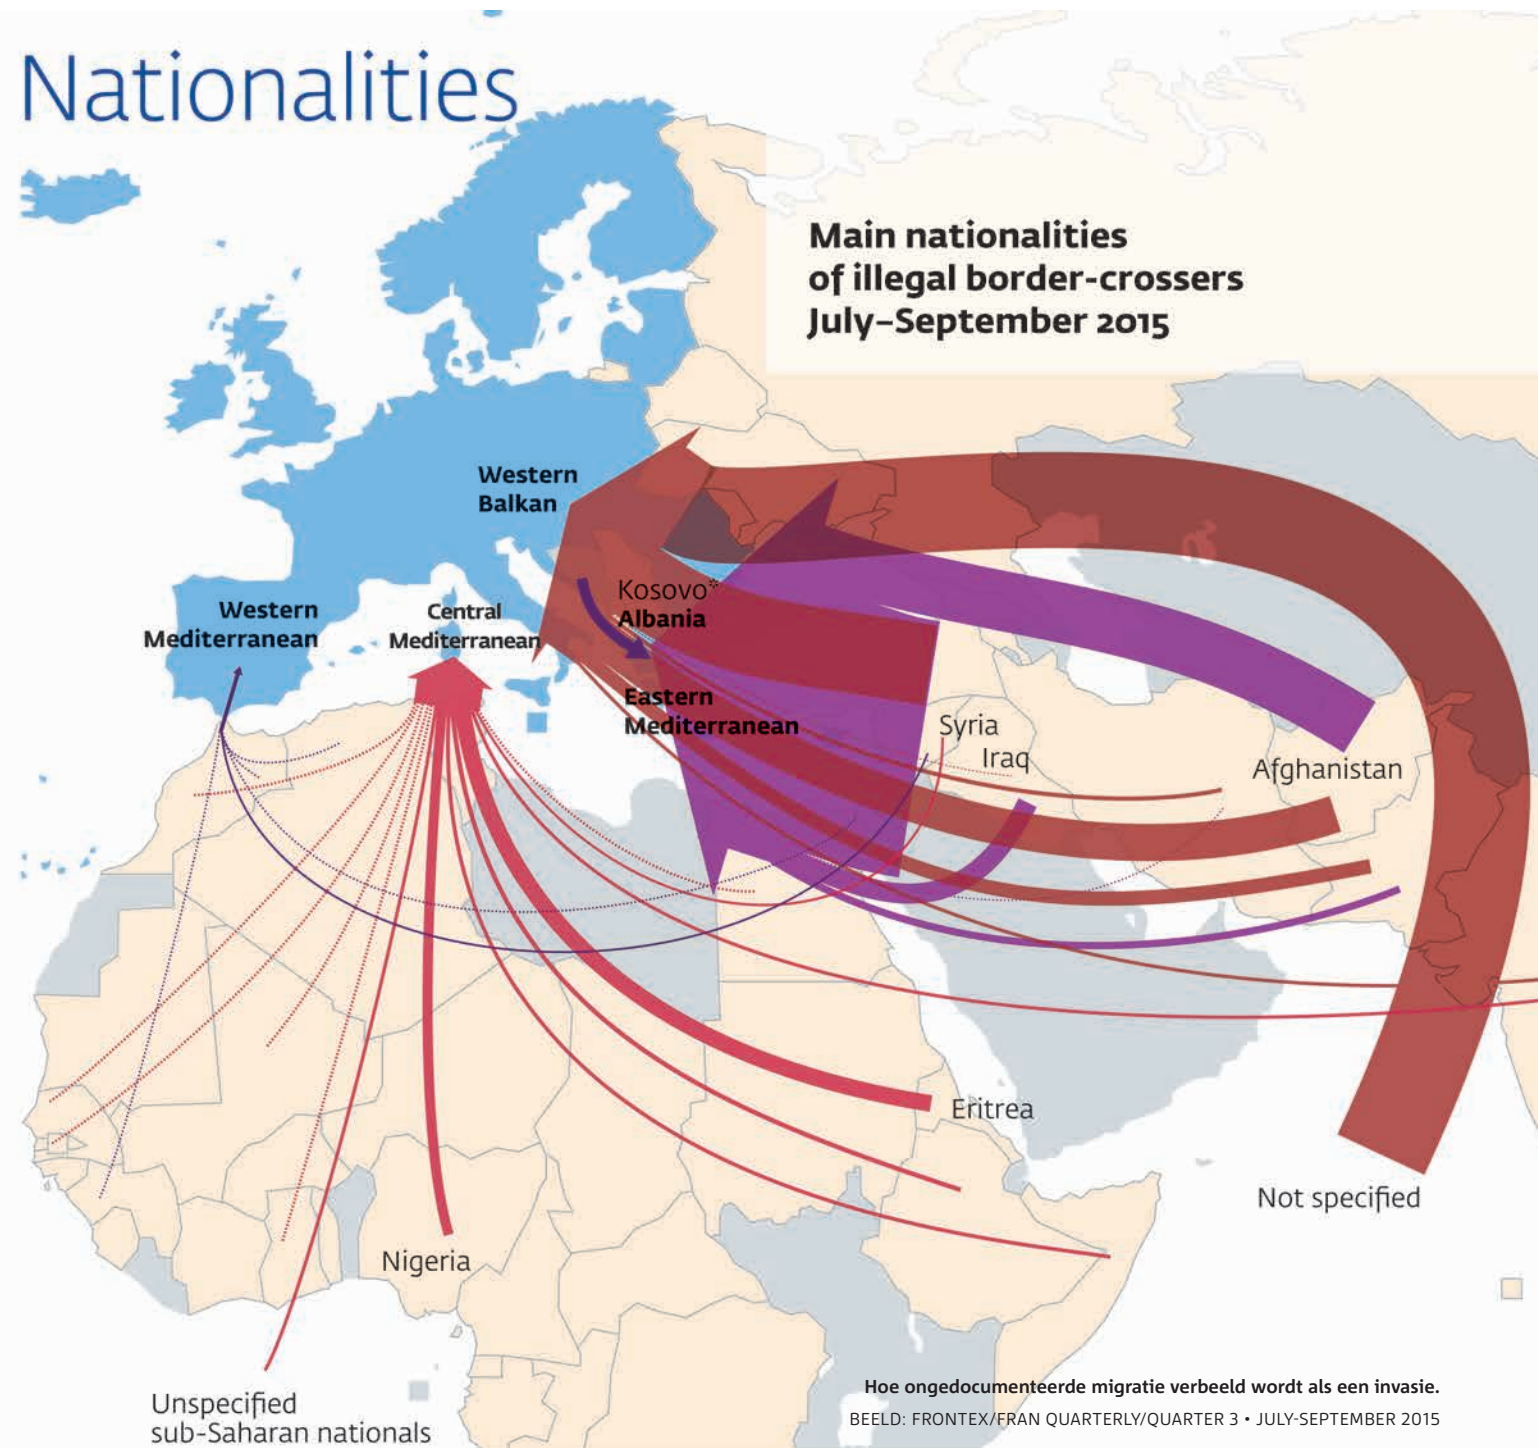 Nationalities
Main nationalities
of illegal border-crossers
July–September 2015
Western
Balkan
Kosovo*
Albania
Western
Mediterranean
Central
Mediterranean
Eastern
Mediterranean
Syria
Iraq
Afghanistan
Eritrea
Not specified
Nigeria
Unspecified
sub-Saharan nationals
Hoe ongedocumenteerde migratie verbeeld wordt als een invasie.
BEELD: FRONTEX/FRAN QUARTERLY/QUARTER 3 • JULY-SEPTEMBER 2015